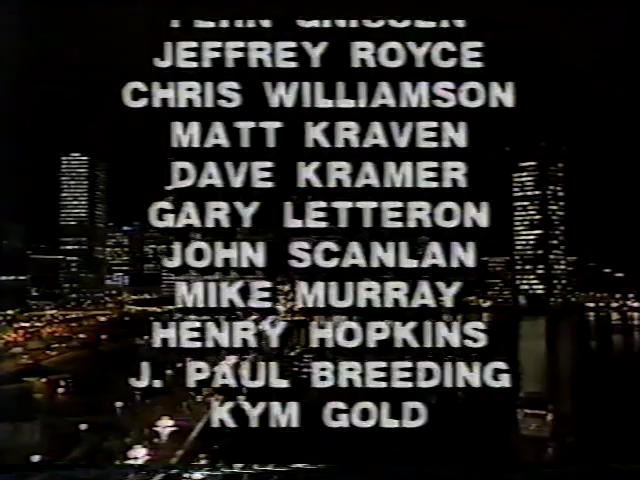 JEFFREY ROYCE
CHRIS WILLIAMSON
MATT KRAVEN
DAVE KRAMER
GARY LETTERON
JOHN SCANLAN
MIKE MURRAY
HENRY HOPKINS
J. PAUL BREEDING
KYM GOLD